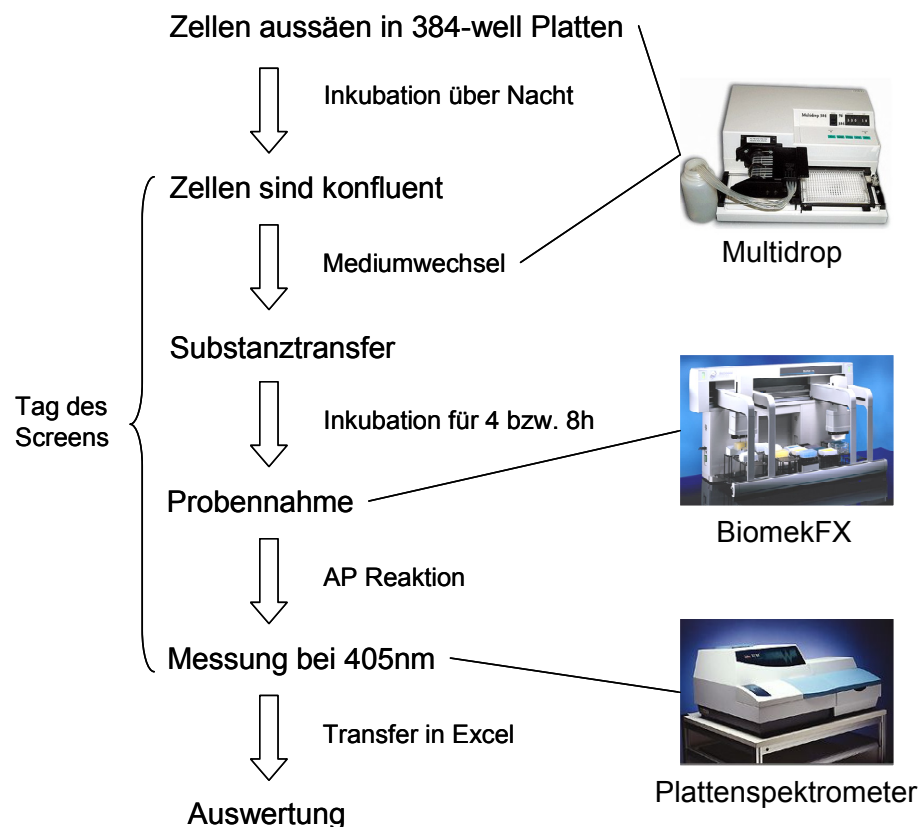 Zellen aussäen in 384-well Platten
Inkubation über Nacht
Zellen sind konfluent
Multidrop
Mediumwechsel
Substanztransfer
Tag des
Screens
Inkubation für 4 bzw. 8h
Probennahme
BiomekFX
AP Reaktion
Messung bei 405nm
Transfer in Excel
Plattenspektrometer
Auswertung